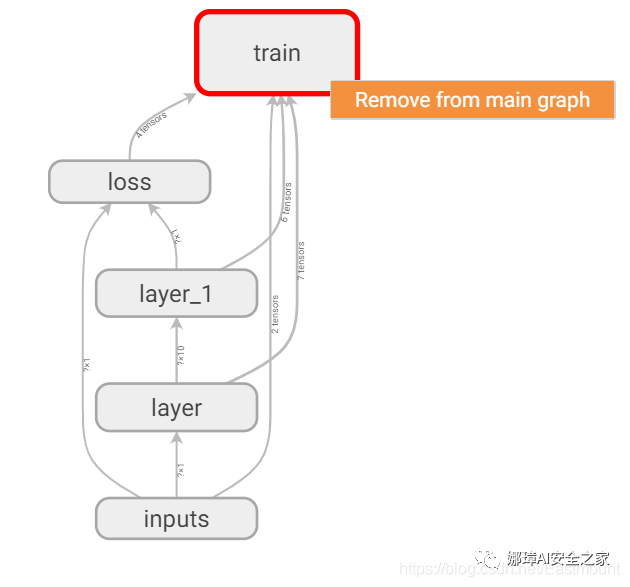 train
Remove from main graph
4 tensors
loss
6 tensors
?×1
7 tensors
layer_1
2 tensors
?×10
?×1
layer
?×1
inputs
娜璋AI安全之家
https://blog.csdn.net/Eastmount